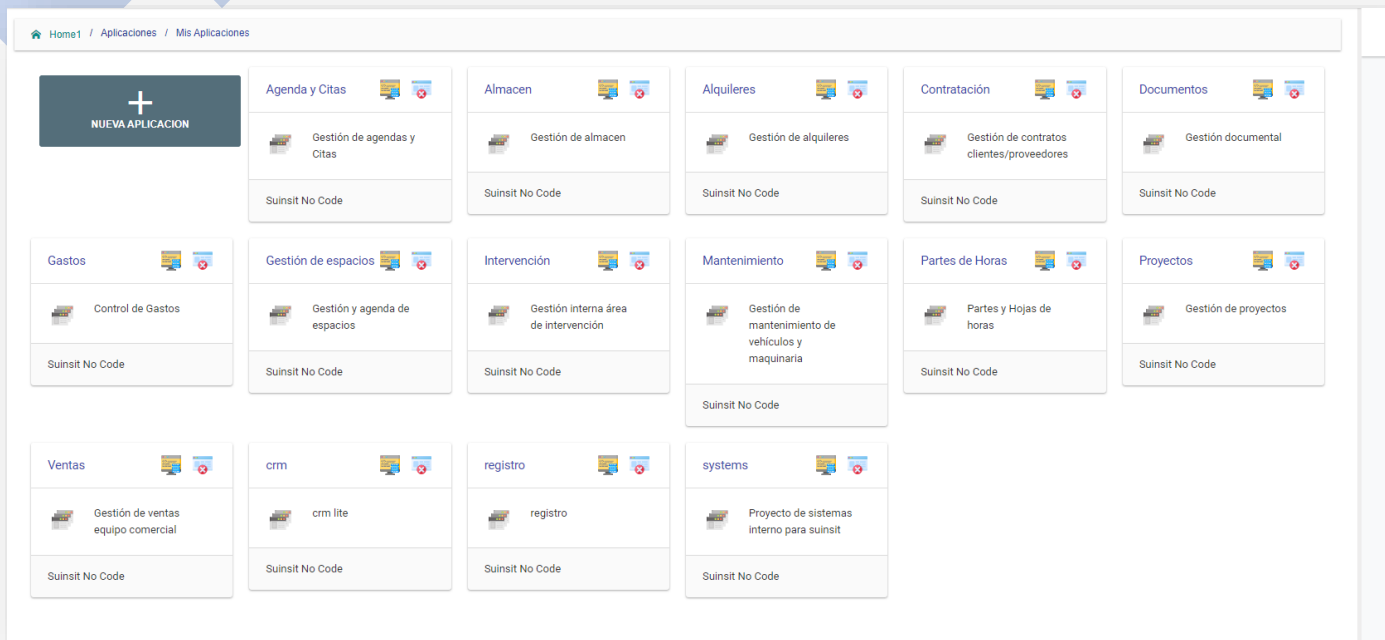 Home1 / Aplicaciones / Mis Aplicaciones
NUEVA APLICACION
Agenda y Citas
Gestión de agendas y
Citas
Suinsit No Code
Almacen
Gestión de almacen
Suinsit No Code
Alquileres
Gestión de alquileres
Suinsit No Code
Contratación
Gestión de contratos
clientes/proveedores
Suinsit No Code
Documentos
Gestión documental
Suinsit No Code
Gastos
Control de Gastos
Suinsit No Code
Gestión de espacios
Gestión y agenda de
espacios
Suinsit No Code
Intervención
Gestión interna área
de intervención
Suinsit No Code
Mantenimiento
Gestión de
mantenimiento de
vehículos y
maquinaria
Suinsit No Code
Partes de Horas
Partes y Hojas de
horas
Suinsit No Code
Proyectos
Gestión de proyectos
Suinsit No Code
Ventas
Gestión de ventas
equipo comercial
Suinsit No Code
crm
crm lite
Suinsit No Code
registro
registro
Suinsit No Code
systems
Proyecto de sistemas
interno para suinsit
Suinsit No Code